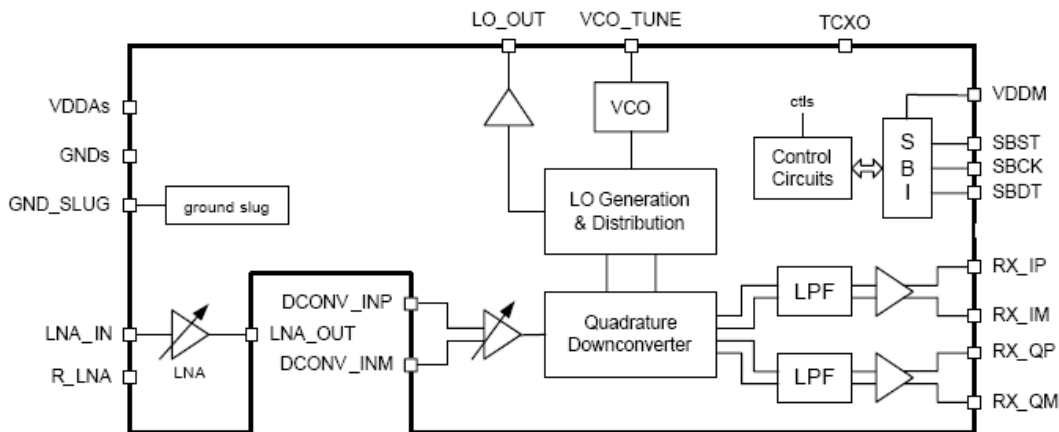 LO_OUT
VCO_TUNE
TCXO
VDDAs
GNDs
GND_SLUG
ground slug
VCO
LO Generation
& Distribution
ctls
Control
Circuits
S
B
I
VDDM
SBST
SBCK
SBDT
LNA_IN
R_LNA
LNA
LNA_OUT
DCONV_INP
DCONV_INM
Quadrature
Downconverter
LPF
LPF
RX_IP
RX_IM
RX_QP
RX_QM